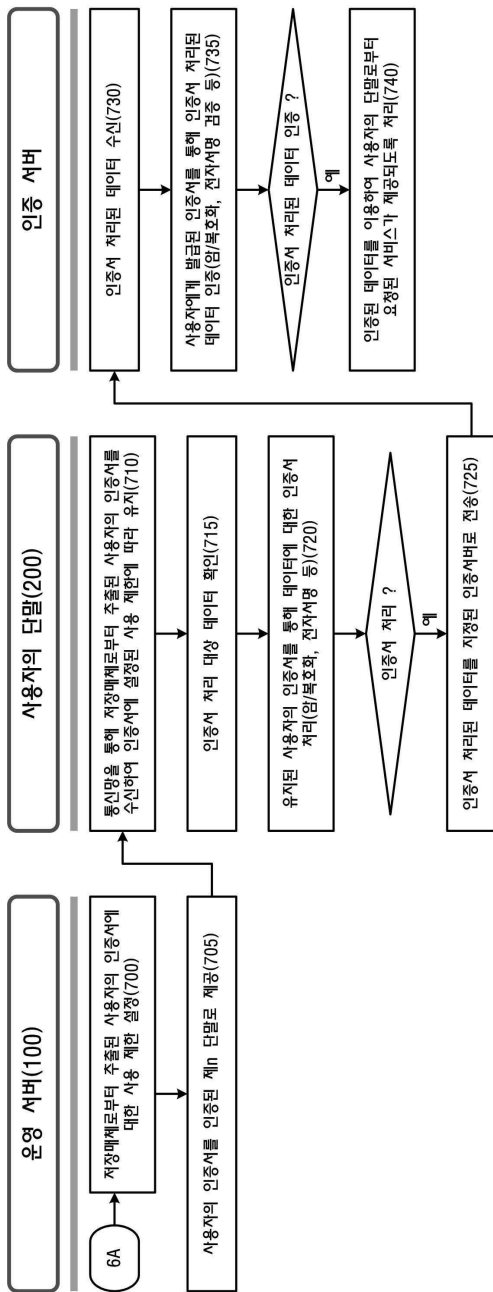 운영 서버(100)
6A
저장매체로부터 추출된 사용자의 인증서에
대한 사용 제한 설정(700)
사용자의 인증서를 인증된 제n 단말로 제공(705)
사용자의 단말(200)
통신망을 통해 저장매체로부터 추출된 사용자의 인증서를
수신하여 인증서에 설정된 사용 제한에 따라 유지(710)
인증서 처리 대상 데이터 확인(715)
유지된 사용자의 인증서를 통해 데이터에 대한 인증서
처리(암/복호화, 전자서명 등)(720)
인증서 처리 ?
예
인증서 처리된 데이터를 지정된 인증서버로 전송(725)
인증 서버
인증서 처리된 데이터 수신(730)
사용자에게 발급된 인증서를 통해 인증서 처리된
데이터 인증(암/복호화, 전자서명 검증 등)(735)
인증서 처리된 데이터 인증 ?
예
인증된 데이터를 이용하여 사용자의 단말로부터
요청된 서비스가 제공되도록 처리(740)